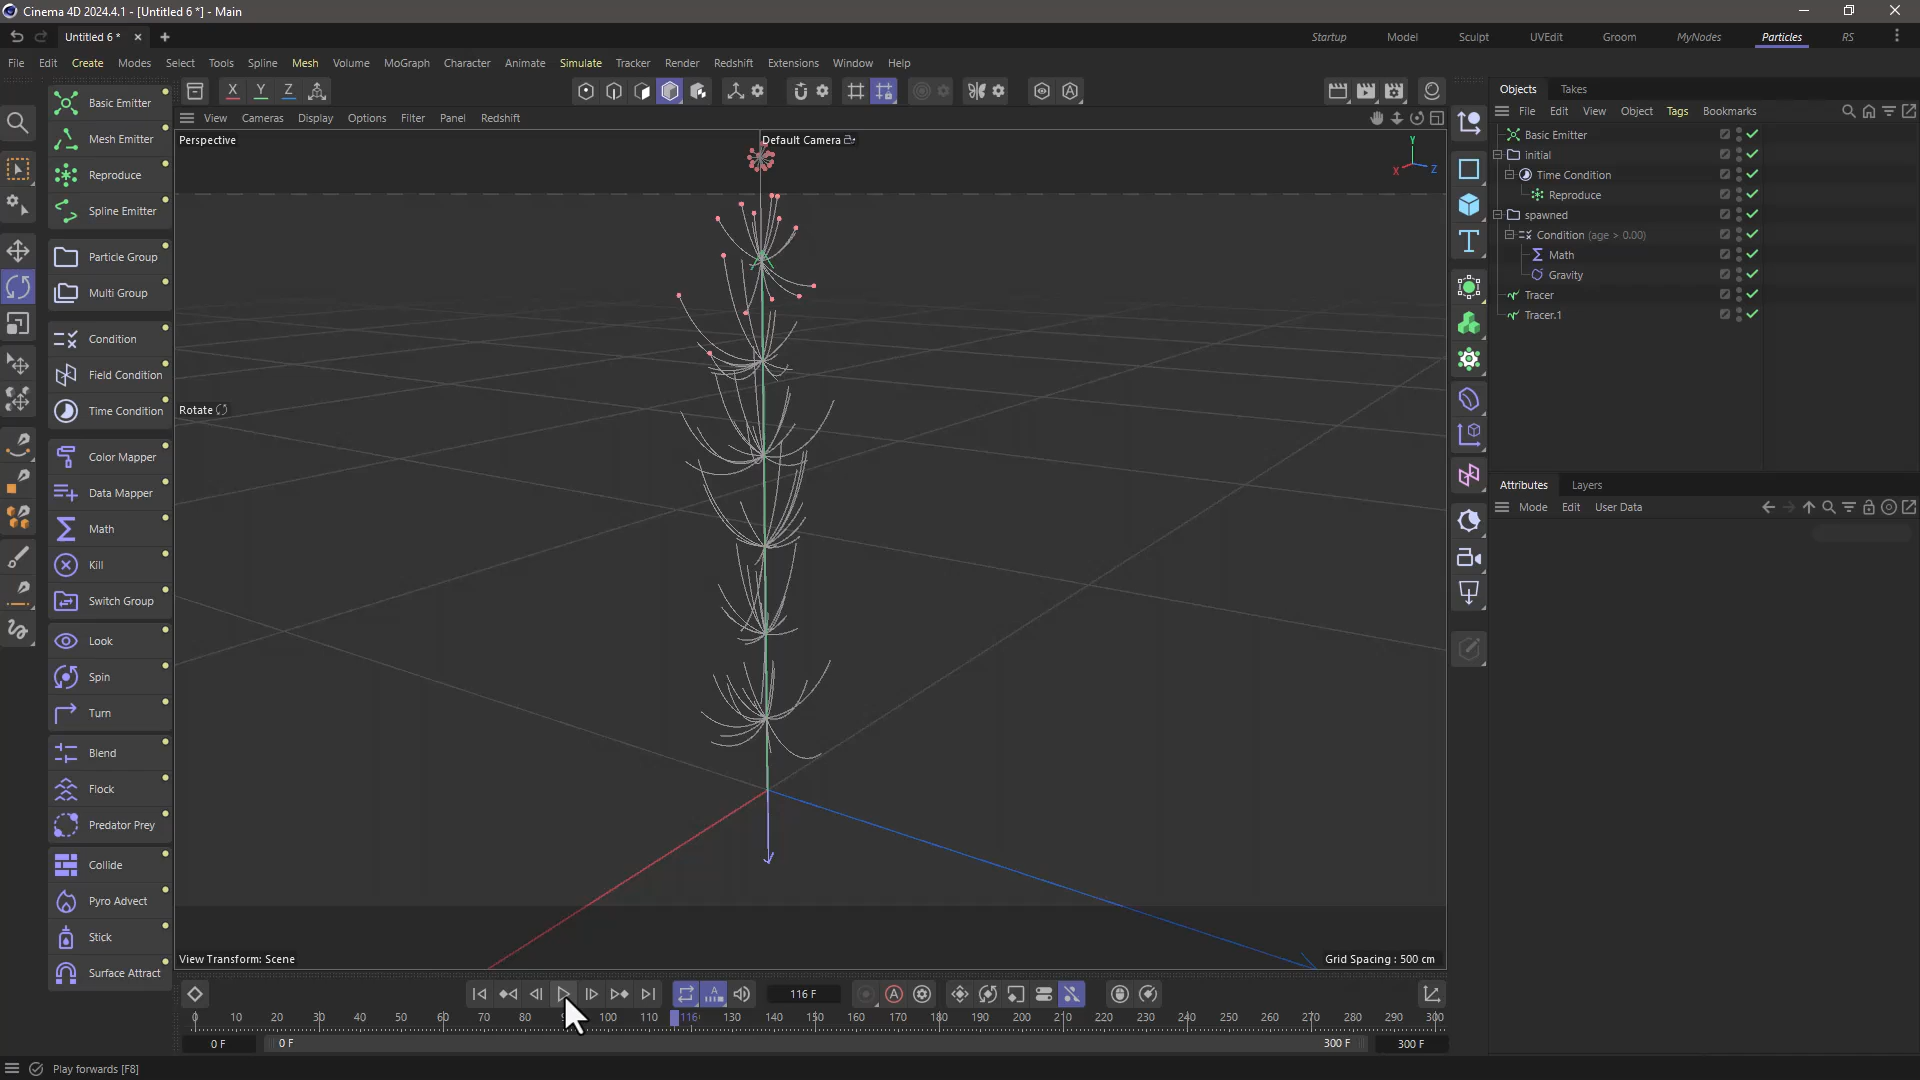 Cinema 4D 2024.4.1 - [Untitled 6 *] - Main
Untitled 6 *
Startup Model Sculpt UVEdit Groom MyNodes Particles RS
File Edit Create Modes Select Tools Spline Mesh Volume MoGraph Character Animate Simulate Tracker Render Redshift Extensions Window Help
X Y Z
Basic Emitter
Mesh Emitter
Reproduce
Spline Emitter
Particle Group
Multi Group
Condition
Field Condition
Time Condition
Color Mapper
Data Mapper
Math
Kill
Switch Group
Look
Spin
Turn
Blend
Flock
Predator Prey
Collide
Pyro Advect
Stick
Surface Attract
View Cameras Display Options Filter Panel Redshift
Perspective
Default Camera
Y
X
Z
Rotate
View Transform: Scene
Grid Spacing : 500 cm
Objects Takes
File Edit View Object Tags Bookmarks
Basic Emitter
initial
Time Condition
Reproduce
spawned
Condition (age > 0.00)
Math
Gravity
Tracer
Tracer.1
Attributes Layers
Mode Edit User Data
116 F
0 10 20 30 40 50 60 70 80 100 110 116 130 140 150 160 170 180 190 200 210 220 230 240 250 260 270 280 290 300
0 F
0 F
300 F
300 F
Play forwards [F8]